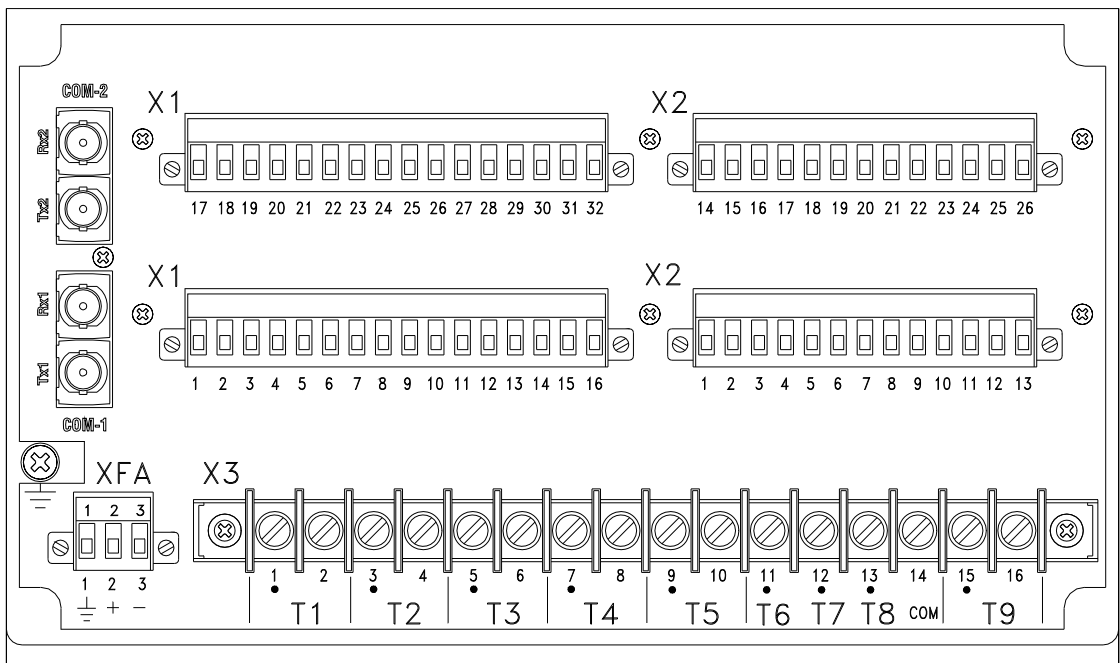 COM-2
X1
X2
Rx2
Tx2
17 18 19 20 21 22 23 24 25 26 27 28 29 30 31 32
14 15 16 17 18 19 20 21 22 23 24 25 26
X1
X2
Rx1
Tx1
1 2 3 4 5 6 7 8 9 10 11 12 13 14 15 16
1 2 3 4 5 6 7 8 9 10 11 12 13
COM-1
XFA
X3
1 2 3
1 2 3
+ −
1 2 3 4 5 6 7 8 9 10 11 12 13 14 15 16
T1 T2 T3 T4 T5 T6 T7 T8 COM T9